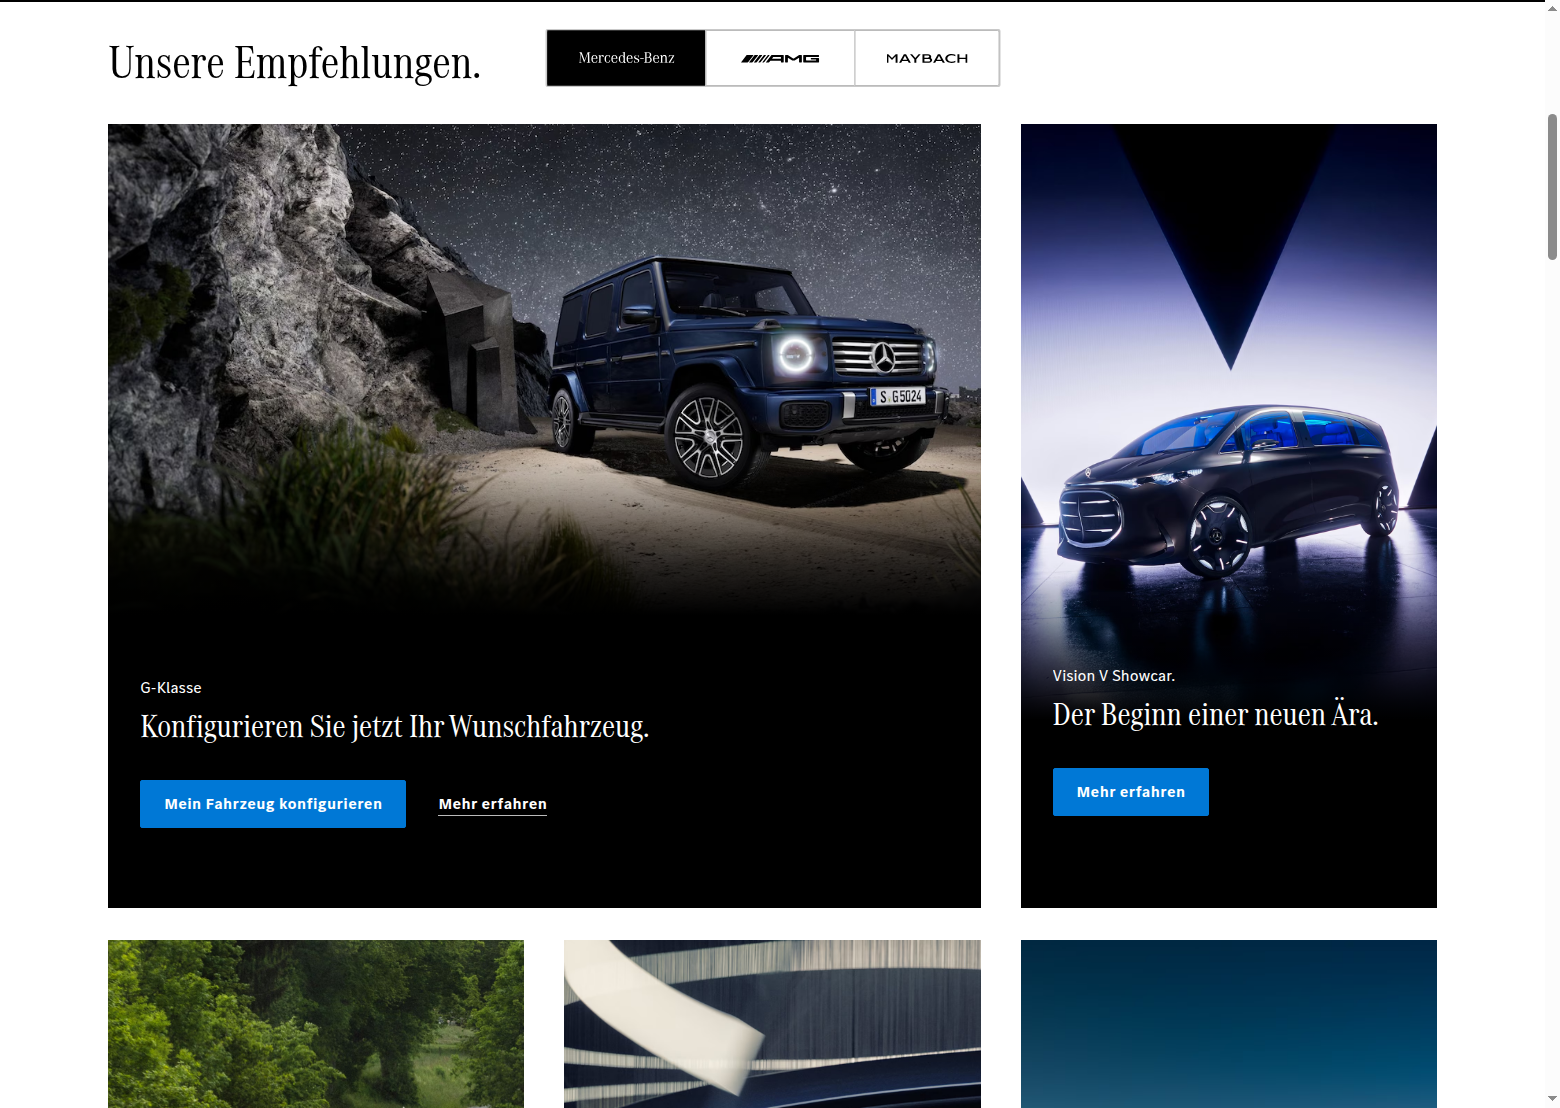 Unsere Empfehlungen.
Mercedes-Benz
AMG
MAYBACH
S G 5024
G-Klasse
Konfigurieren Sie jetzt Ihr Wunschfahrzeug.
Mein Fahrzeug konfigurieren
Mehr erfahren
Vision V Showcar.
Der Beginn einer neuen Ära.
Mehr erfahren